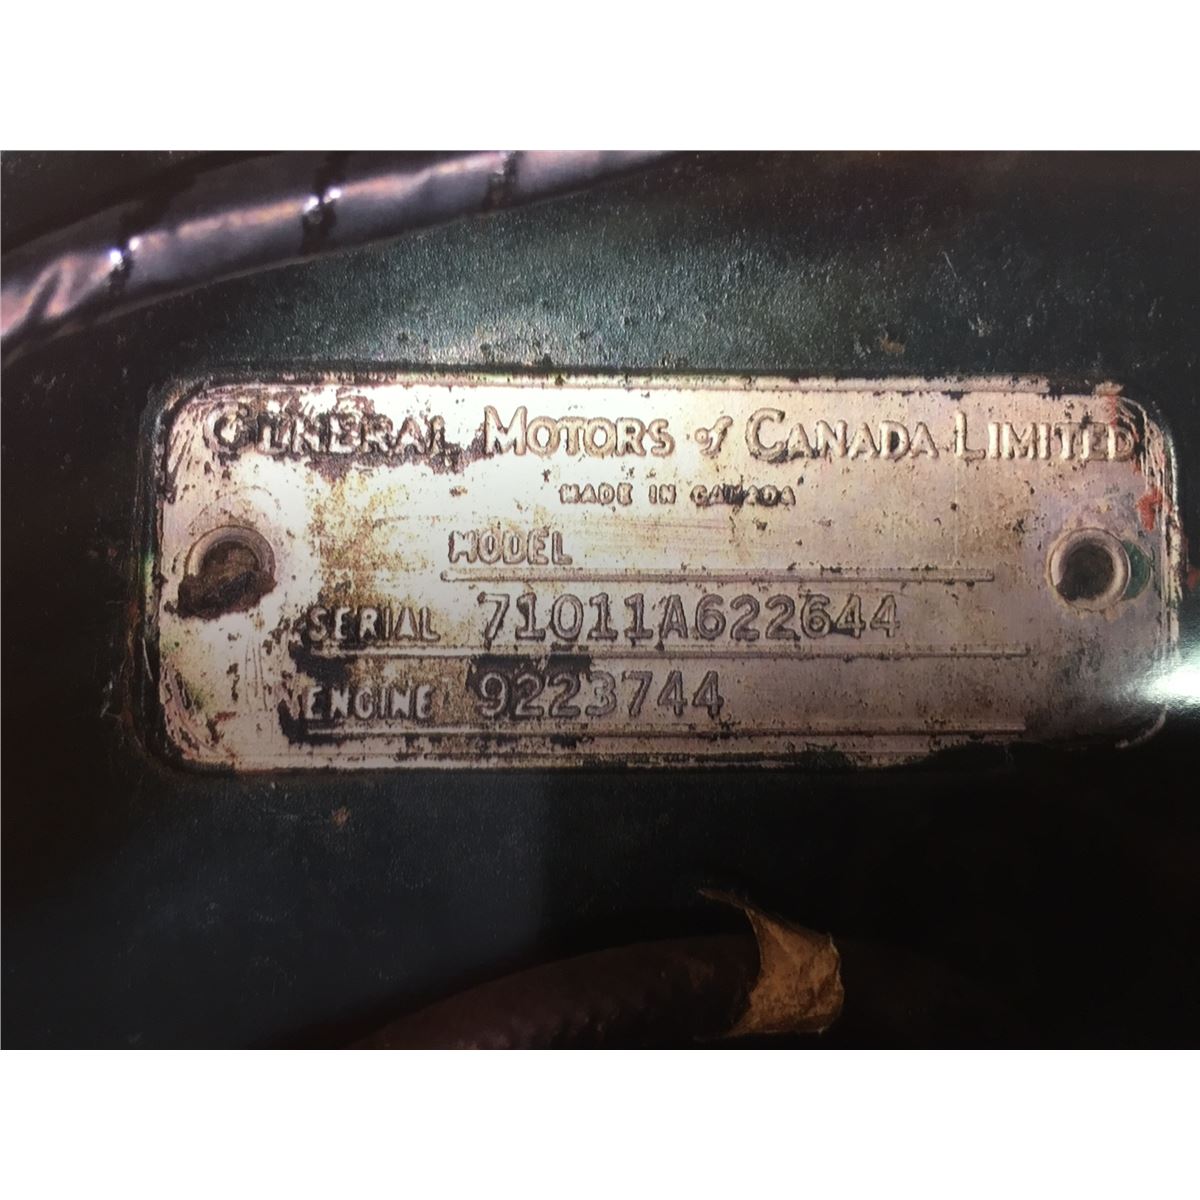 GENERAL MOTORS of CANADA LIMITED
MADE IN CANADA
MODEL
SERIAL 71011A622644
ENGINE 9223744